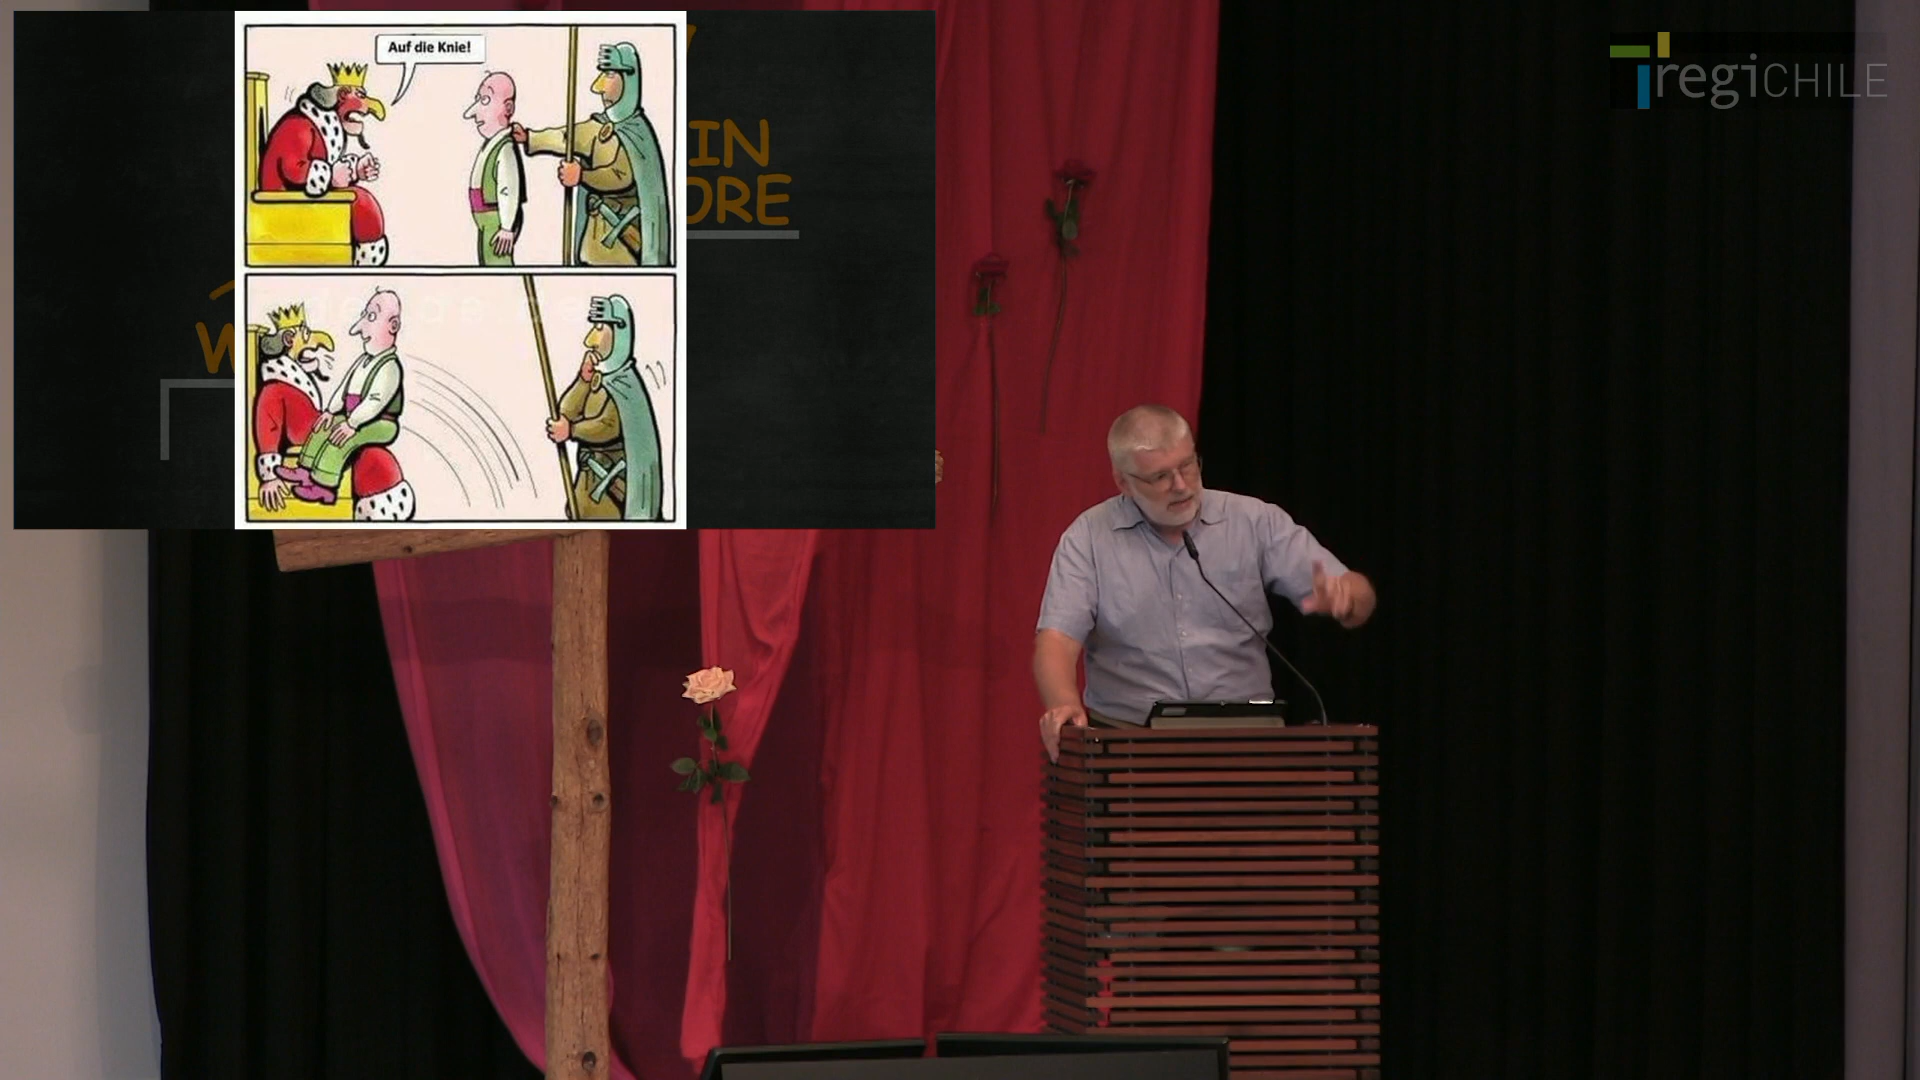 Auf die Knie!
IN
ORE
W
regiCHILE